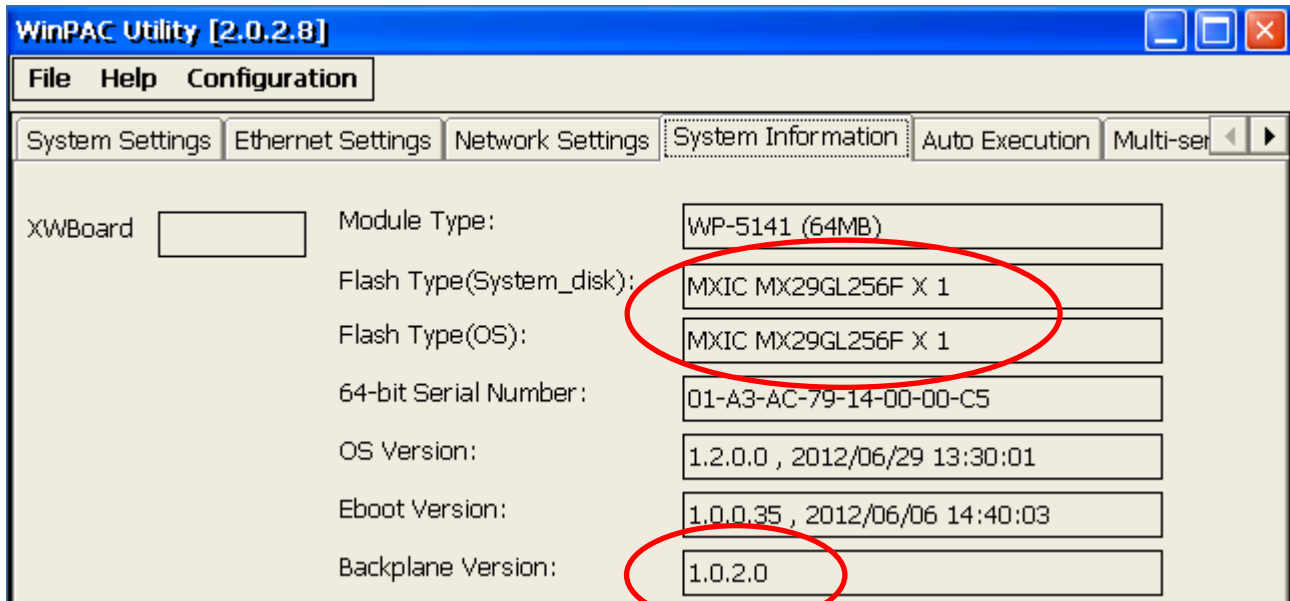 WinPAC Utility [2.0.2.8]
File Help Configuration
System Settings Ethernet Settings Network Settings System Information Auto Execution Multi-ser
XWBoard
Module Type: WP-5141 (64MB)
Flash Type(System_disk): MXIC MX29GL256F X 1
Flash Type(OS): MXIC MX29GL256F X 1
64-bit Serial Number: 01-A3-AC-79-14-00-00-C5
OS Version: 1.2.0.0 , 2012/06/29 13:30:01
Eboot Version: 1.0.0.35 , 2012/06/06 14:40:03
Backplane Version: 1.0.2.0